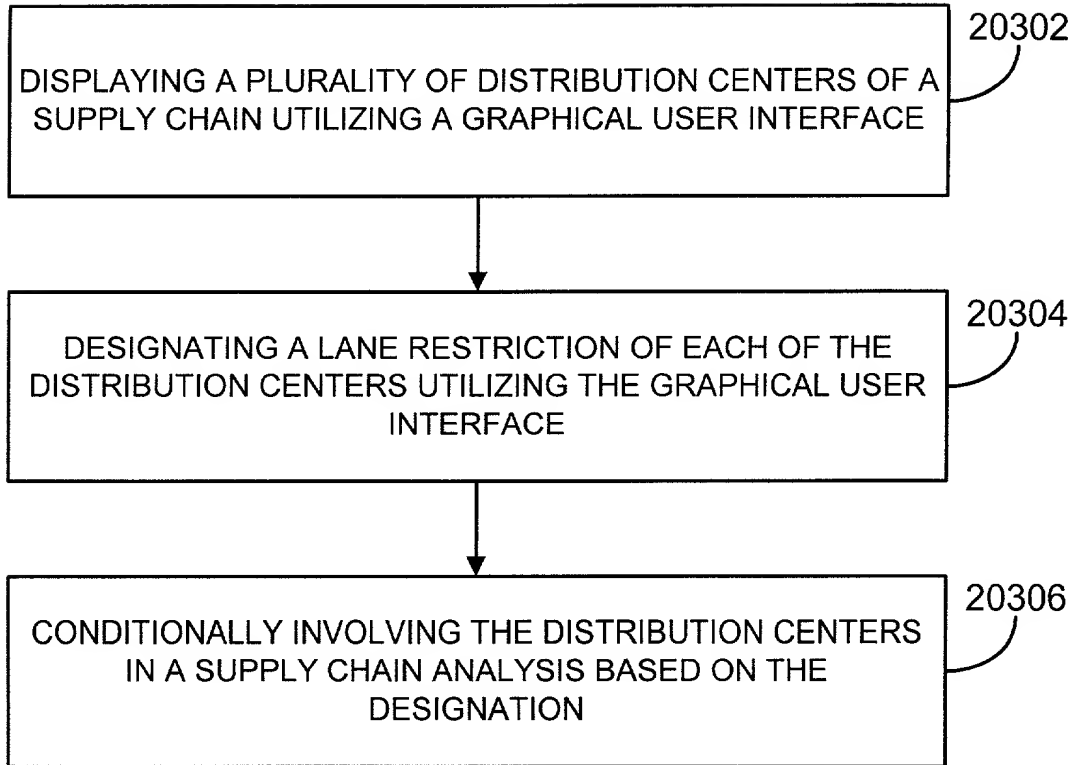 20302
DISPLAYING A PLURALITY OF DISTRIBUTION CENTERS OF A
SUPPLY CHAIN UTILIZING A GRAPHICAL USER INTERFACE
20304
DESIGNATING A LANE RESTRICTION OF EACH OF THE
DISTRIBUTION CENTERS UTILIZING THE GRAPHICAL USER
INTERFACE
20306
CONDITIONALLY INVOLVING THE DISTRIBUTION CENTERS
IN A SUPPLY CHAIN ANALYSIS BASED ON THE
DESIGNATION